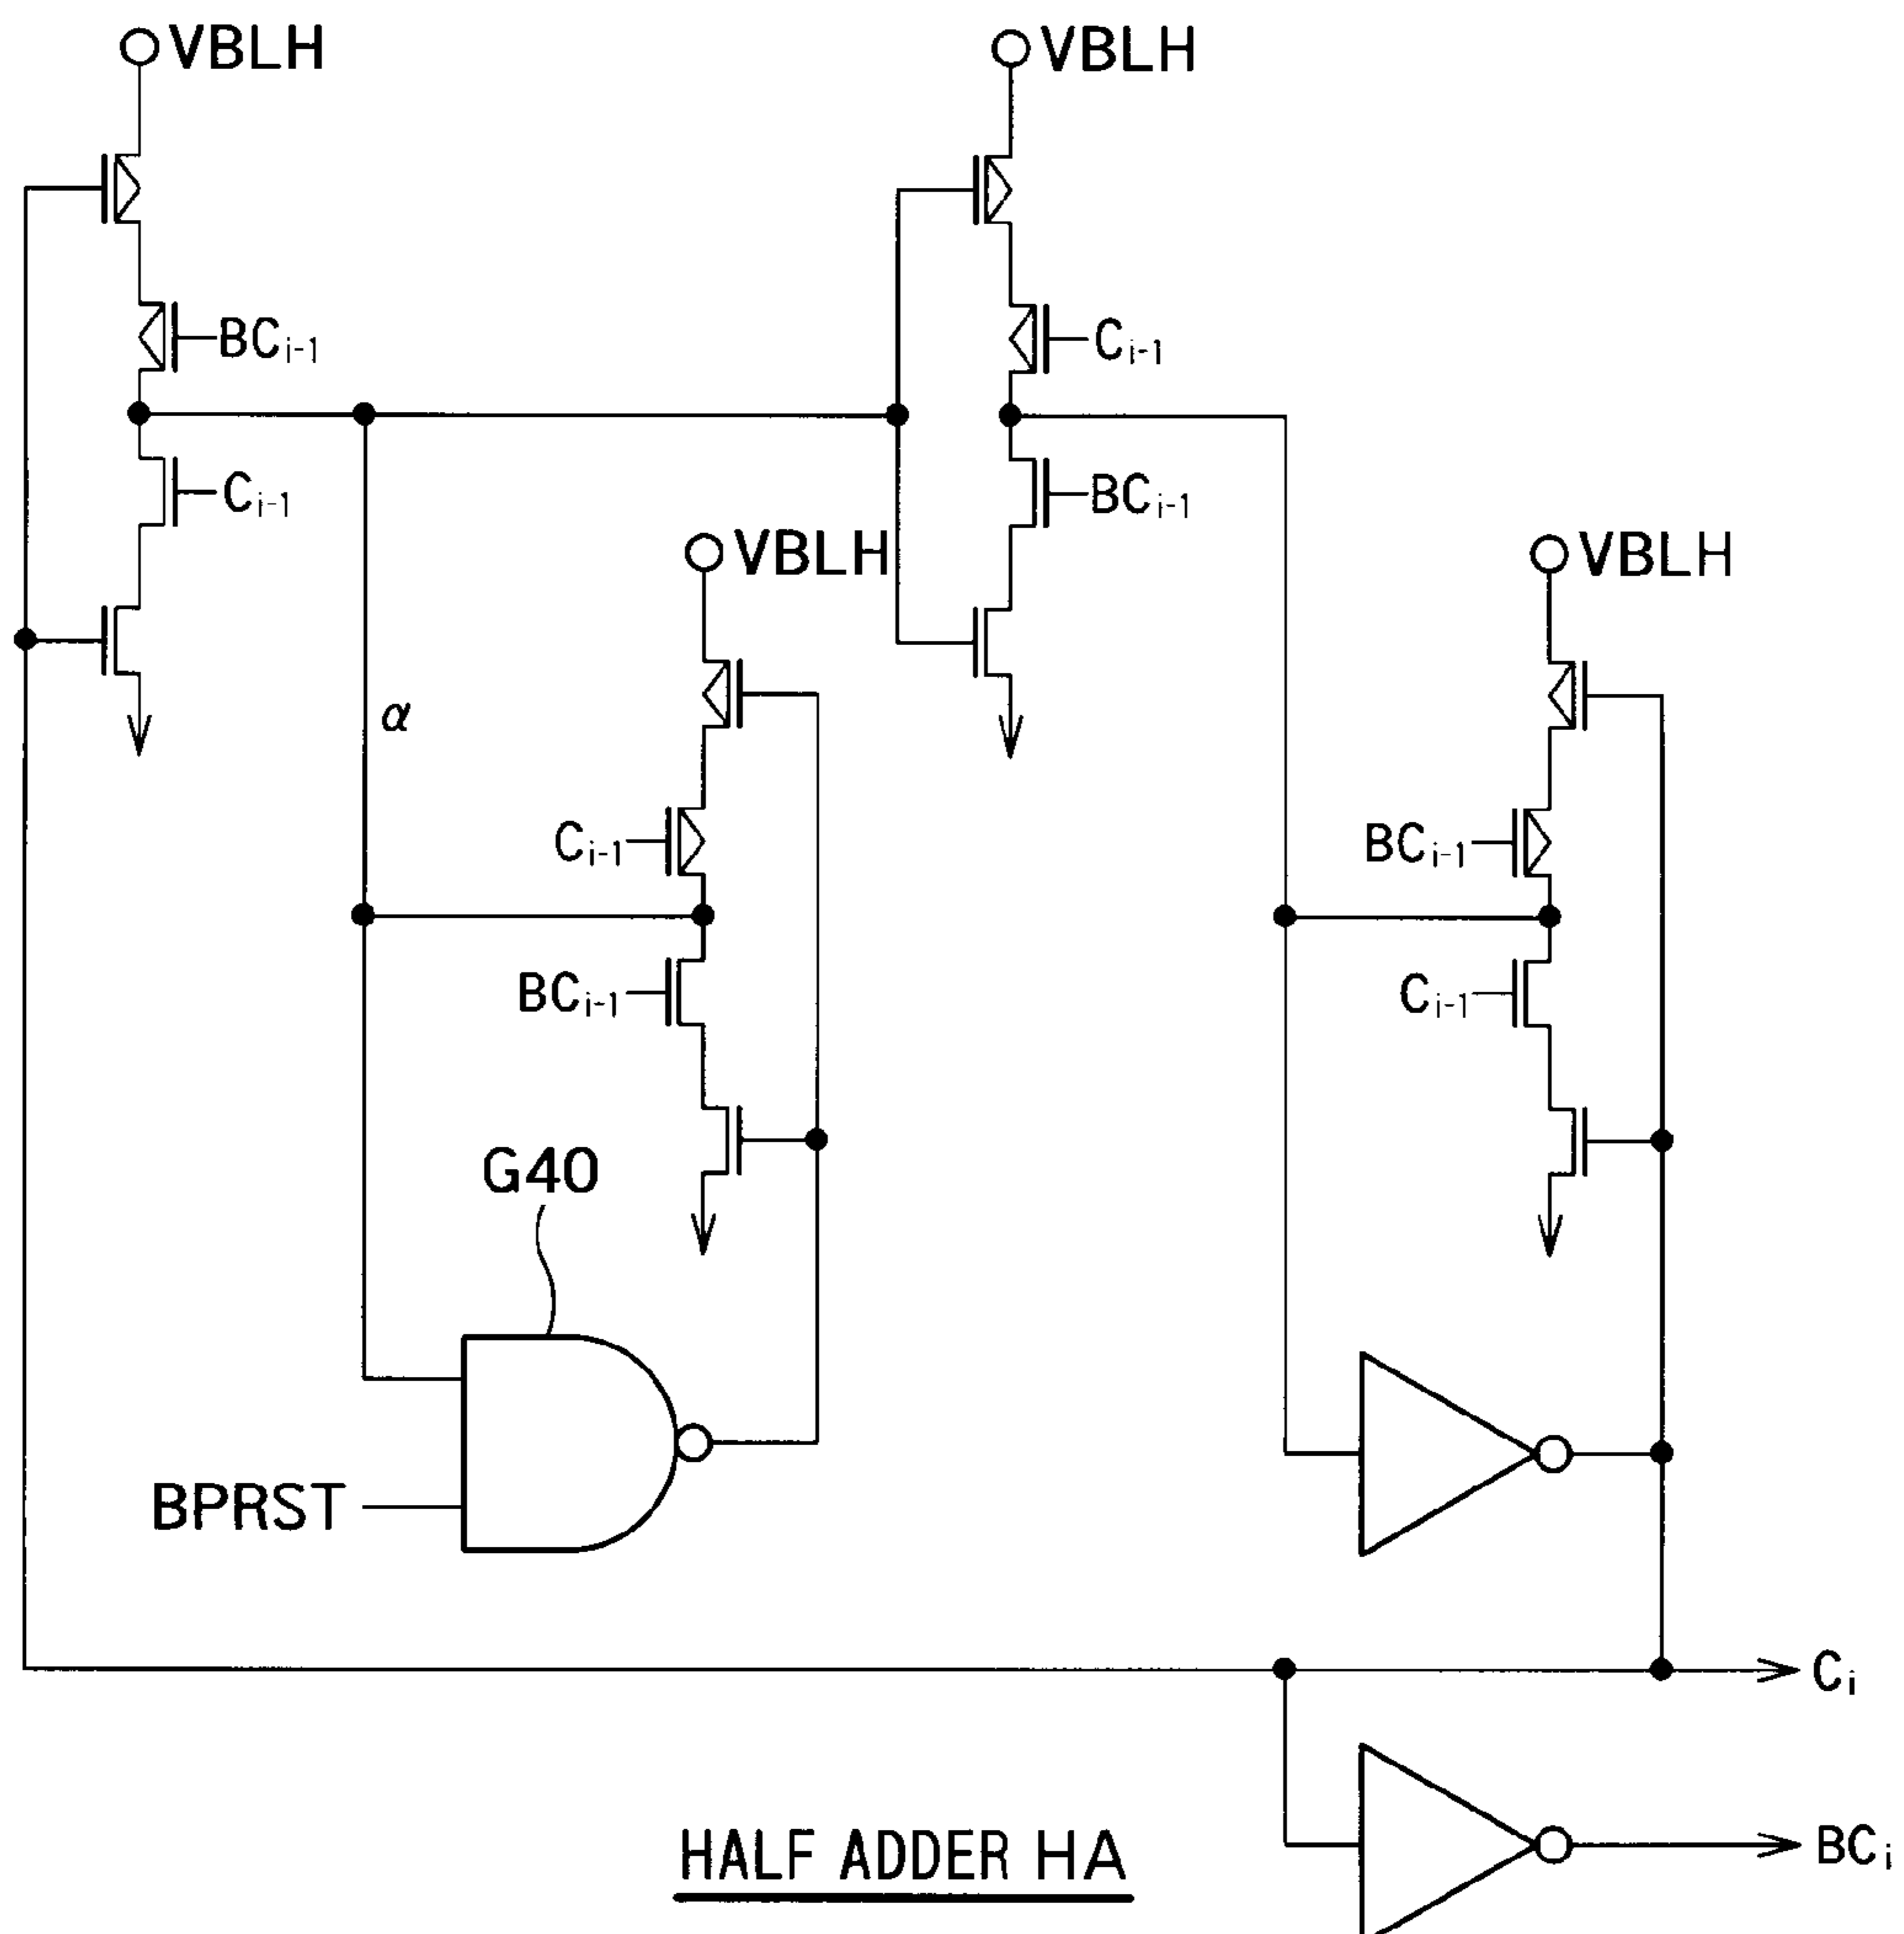 VBLH
VBLH
BCi-1
Ci-1
Ci-1
BCi-1
VBLH
VBLH
α
Ci-1
BCi-1
BCi-1
Ci-1
G40
BPRST
Ci
HALF ADDER HA
BCi